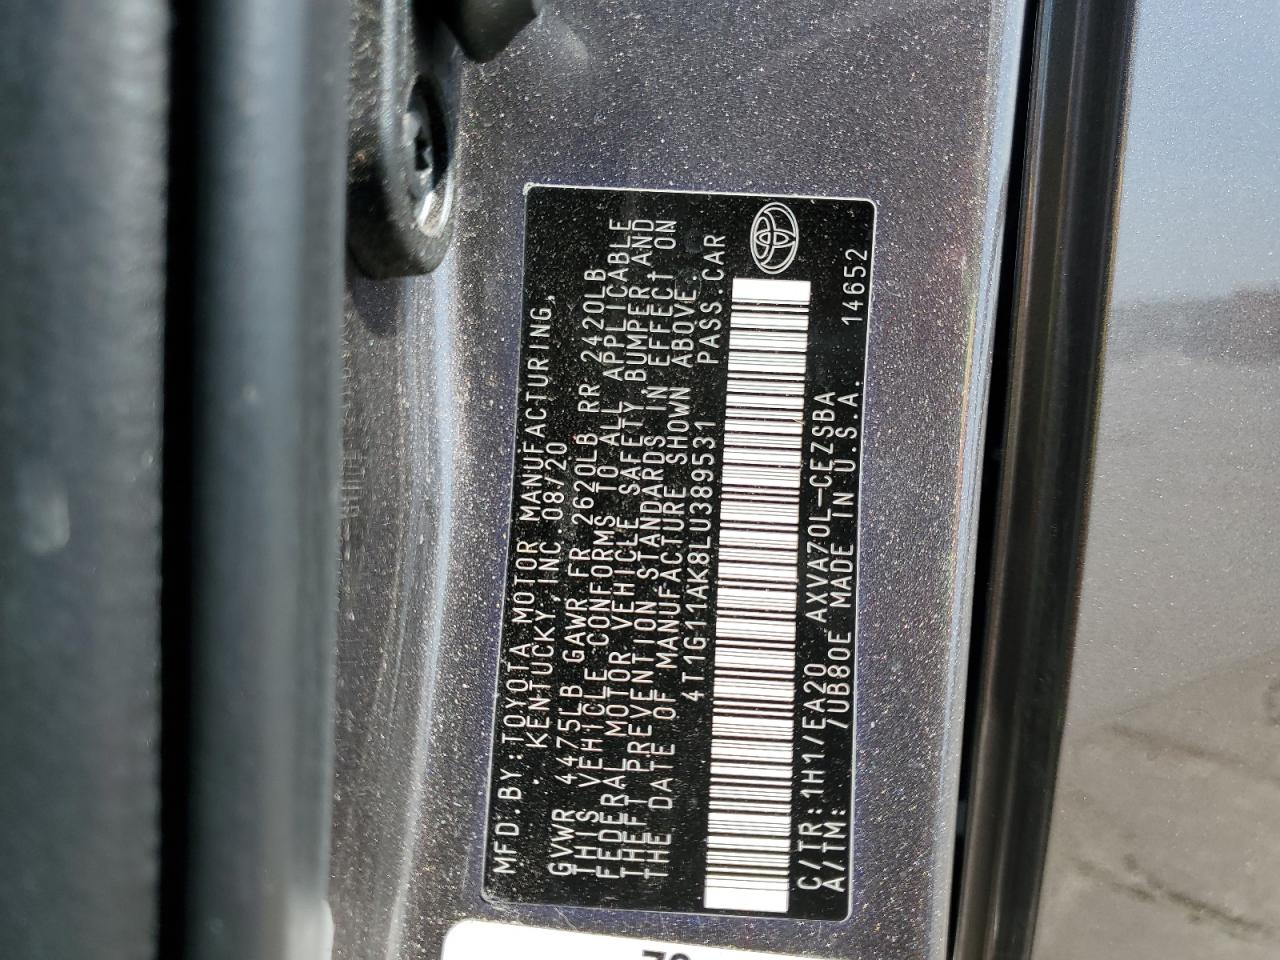 MFD BY: TOYOTA MOTOR MANUFACTURING,
KENTUCKY, INC 08/20
GVWR 4475LB GAWR FR 2620LB RR 2420LB
THIS VEHICLE CONFORMS TO ALL APPLICABLE
FEDERAL MOTOR VEHICLE SAFETY, BUMPER AND
THEFT PREVENTION STANDARDS IN EFFECT ON
THE DATE OF MANUFACTURE SHOWN ABOVE.
4T1G11AK8LU389531 PASS.CAR
C/TR: 1H1/EA20 AXVA70L-CEZSBA
A/TM: /UB80E MADE IN U.S.A. 14652